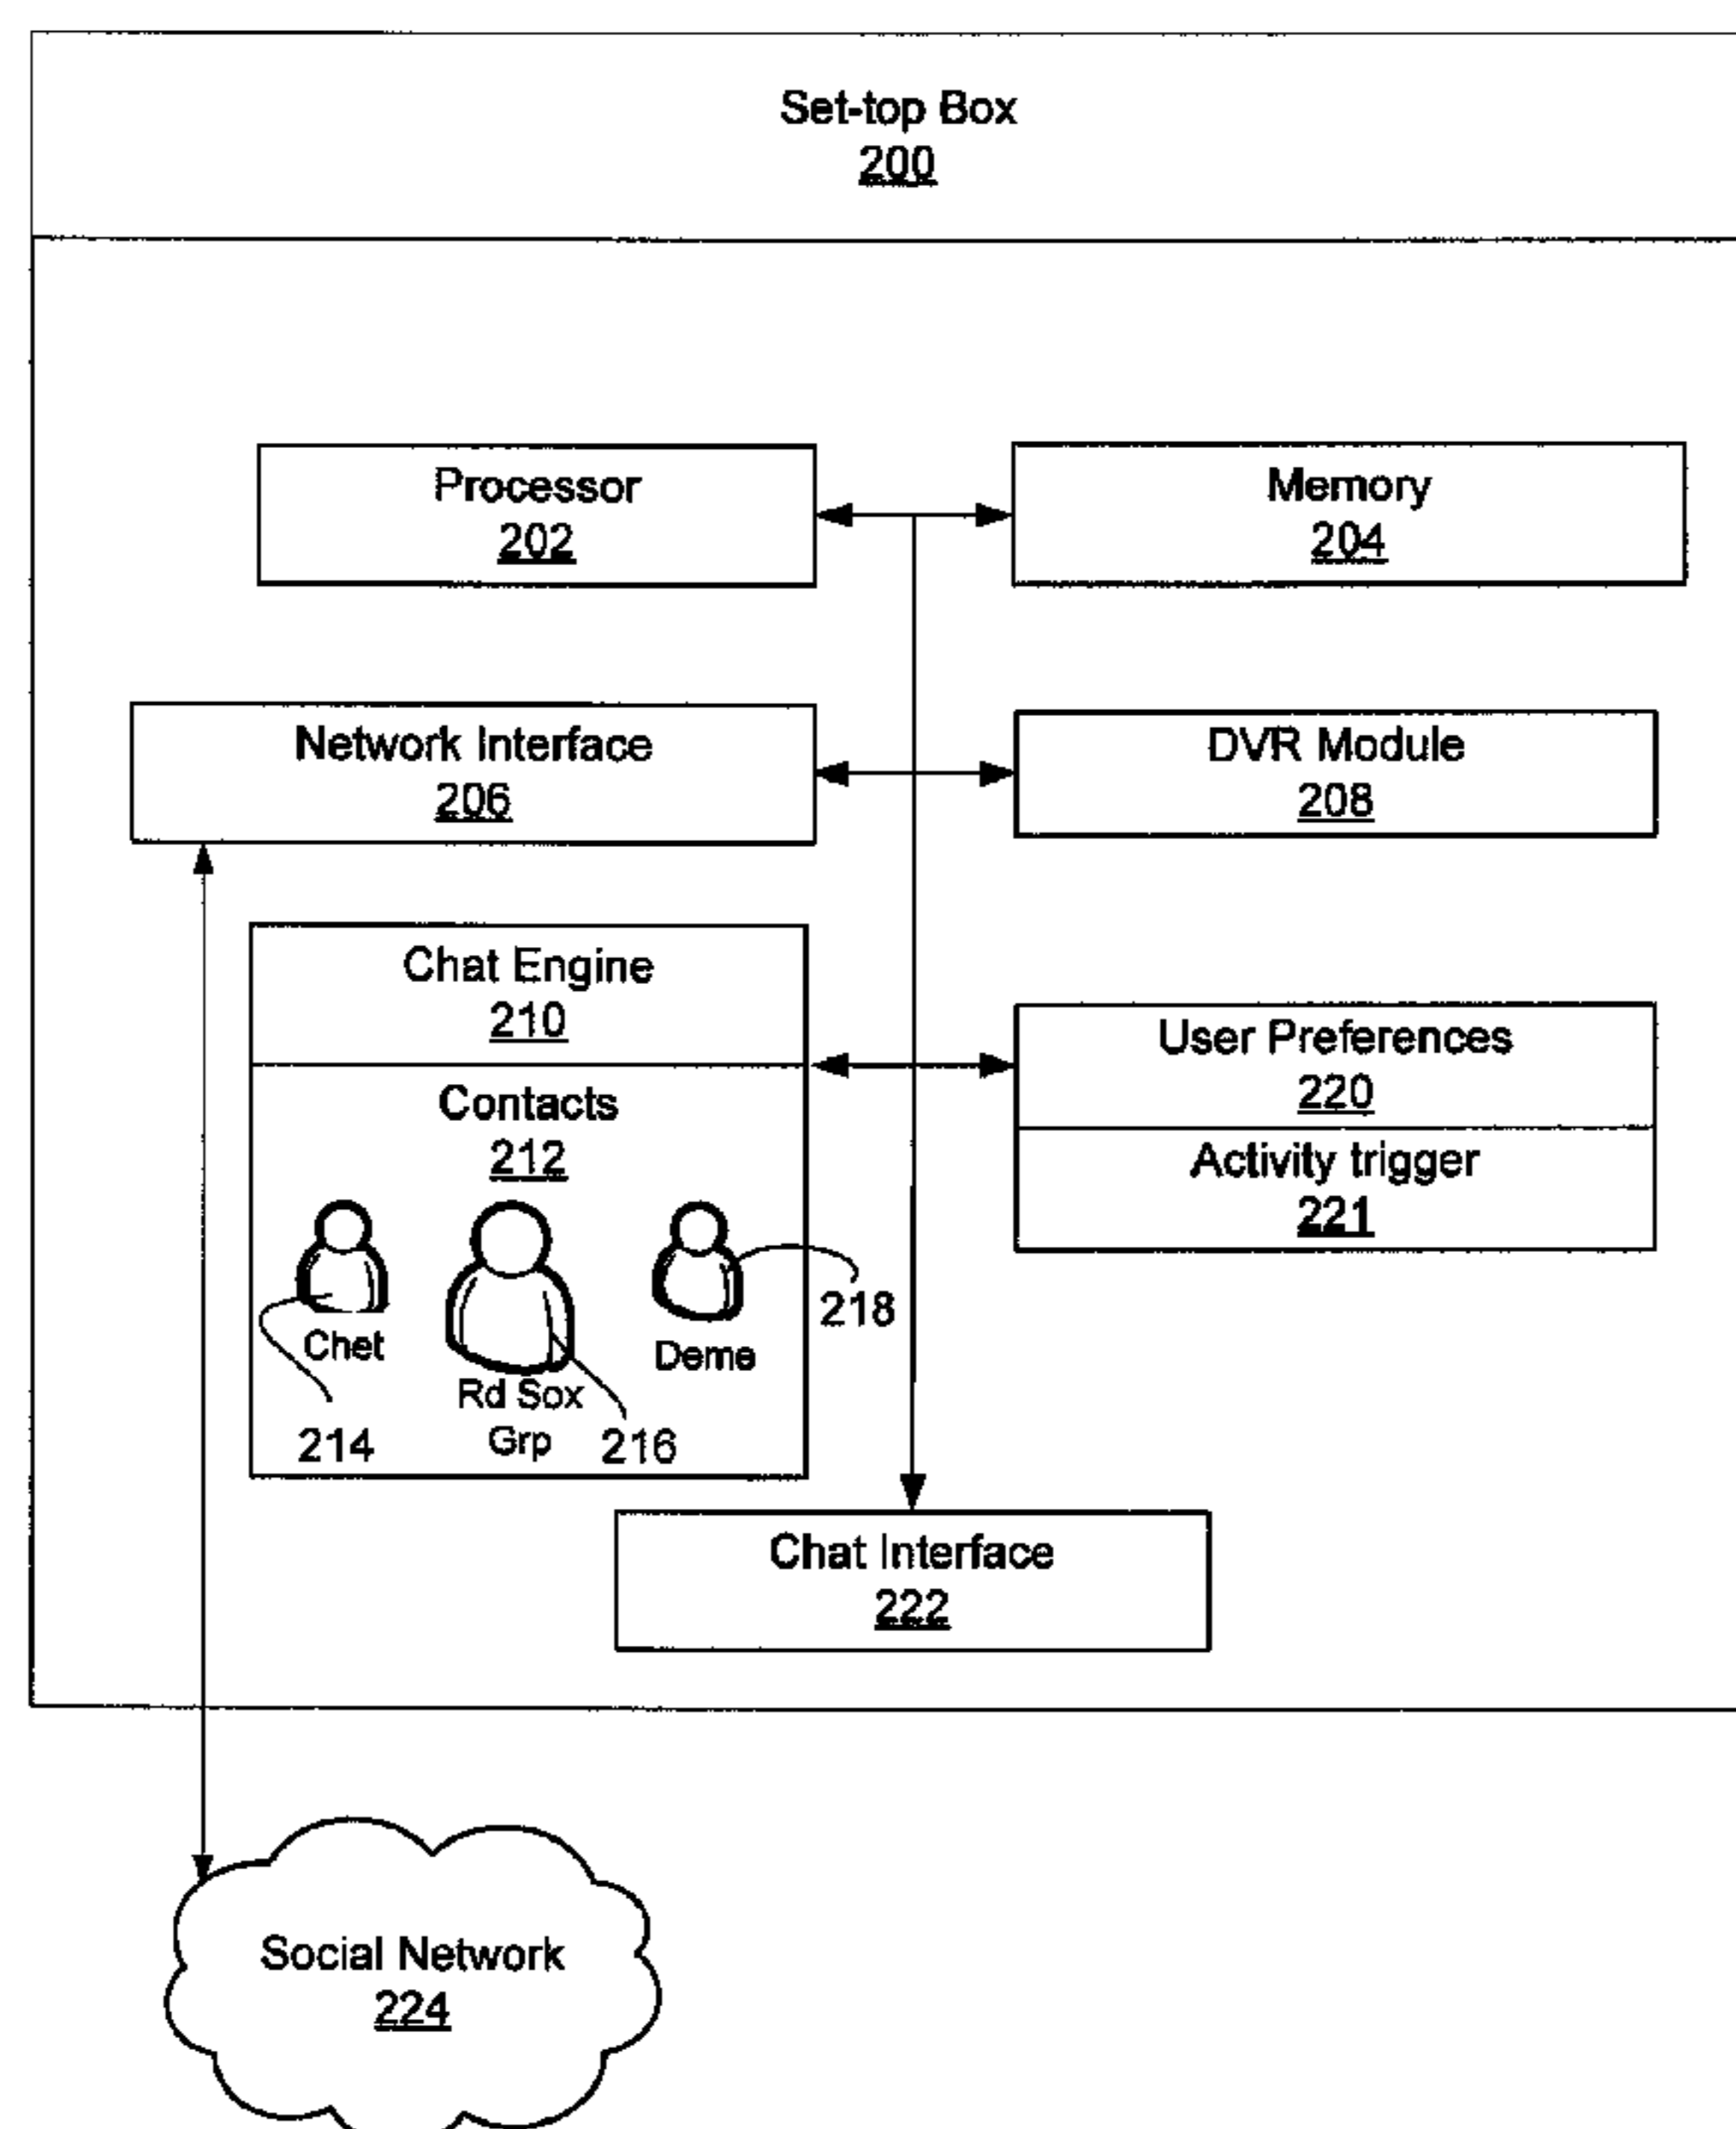 Set-top Box
200
Processor
202
Memory
204
Network Interface
206
DVR Module
208
Chat Engine
210
Contacts
212
User Preferences
220
Activity trigger
221
Chet
Rd Sox
Grp
Deme
214
216
218
Chat Interface
222
Social Network
224